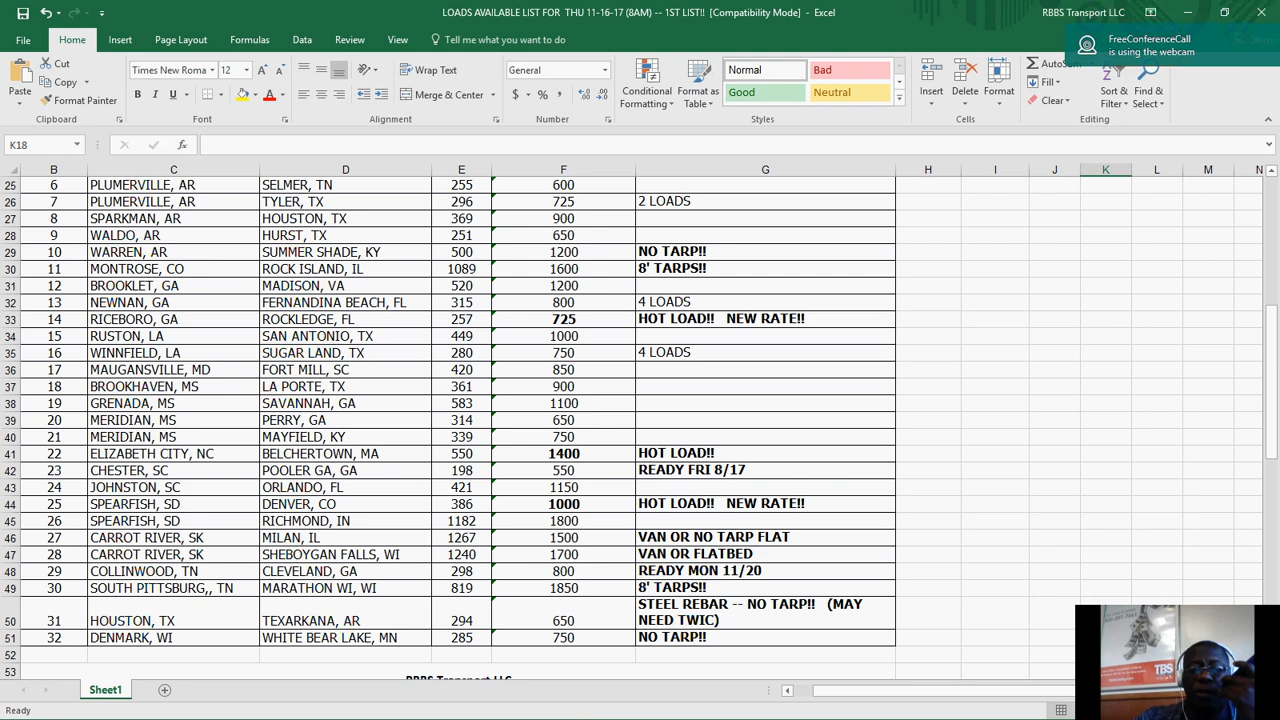 LOADS AVAILABLE LIST FOR THU 11-16-17 (8AM) -- 1ST LIST!! [Compatibility Mode] - Excel
RBBS Transport LLC
File Home Insert Page Layout Formulas Data Review View Tell me what you want to do
FreeConferenceCall
is using the webcam
Paste
Cut
Copy
Format Painter
Clipboard
Times New Roma 12
B I U
Font
Wrap
Merge & Center
Alignment
General
$ % ,
Number
Conditional
Formatting
Format as
Table
Normal Bad
Good Neutral
Styles
Insert Delete Format
Cells
AutoSum
Fill
Clear
Sort &
Filter
Find &
Select
Editing
K18 fx
B C D E F G H I J K L M N
25 6 PLUMERVILLE, AR SELMER, TN 255 600
26 7 PLUMERVILLE, AR TYLER, TX 296 725 2 LOADS
27 8 SPARKMAN, AR HOUSTON, TX 369 900
28 9 WALDO, AR HURST, TX 251 650
29 10 WARREN, AR SUMMER SHADE, KY 500 1200 NO TARP!!
30 11 MONTROSE, CO ROCK ISLAND, IL 1089 1600 8' TARPS!!
31 12 BROOKLET, GA MADISON, VA 520 1200
32 13 NEWNAN, GA FERNANDINA BEACH, FL 315 800 4 LOADS
33 14 RICEBORO, GA ROCKLEDGE, FL 257 725 HOT LOAD!! NEW RATE!!
34 15 RUSTON, LA SAN ANTONIO, TX 449 1000
35 16 WINNFIELD, LA SUGAR LAND, TX 280 750 4 LOADS
36 17 MAUGANSVILLE, MD FORT MILL, SC 420 850
37 18 BROOKHAVEN, MS LA PORTE, TX 361 900
38 19 GRENADA, MS SAVANNAH, GA 583 1100
39 20 MERIDIAN, MS PERRY, GA 314 650
40 21 MERIDIAN, MS MAYFIELD, KY 339 750
41 22 ELIZABETH CITY, NC BELCHERTOWN, MA 550 1400 HOT LOAD!!
42 23 CHESTER, SC POOLER GA, GA 198 550 READY FRI 8/17
43 24 JOHNSTON, SC ORLANDO, FL 421 1150
44 25 SPEARFISH, SD DENVER, CO 386 1000 HOT LOAD!! NEW RATE!!
45 26 SPEARFISH, SD RICHMOND, IN 1182 1800
46 27 CARROT RIVER, SK MILAN, IL 1267 1500 VAN OR NO TARP FLAT
47 28 CARROT RIVER, SK SHEBOYGAN FALLS, WI 1240 1700 VAN OR FLATBED
48 29 COLLINWOOD, TN CLEVELAND, GA 298 800 READY MON 11/20
49 30 SOUTH PITTSBURG,, TN MARATHON WI, WI 819 1850 8' TARPS!!
STEEL REBAR -- NO TARP!! (MAY
50 31 HOUSTON, TX TEXARKANA, AR 294 650 NEED TWIC)
51 32 DENMARK, WI WHITE BEAR LAKE, MN 285 750 NO TARP!!
52
53 RBBS Transport LLC
Sheet1
Ready
TBS